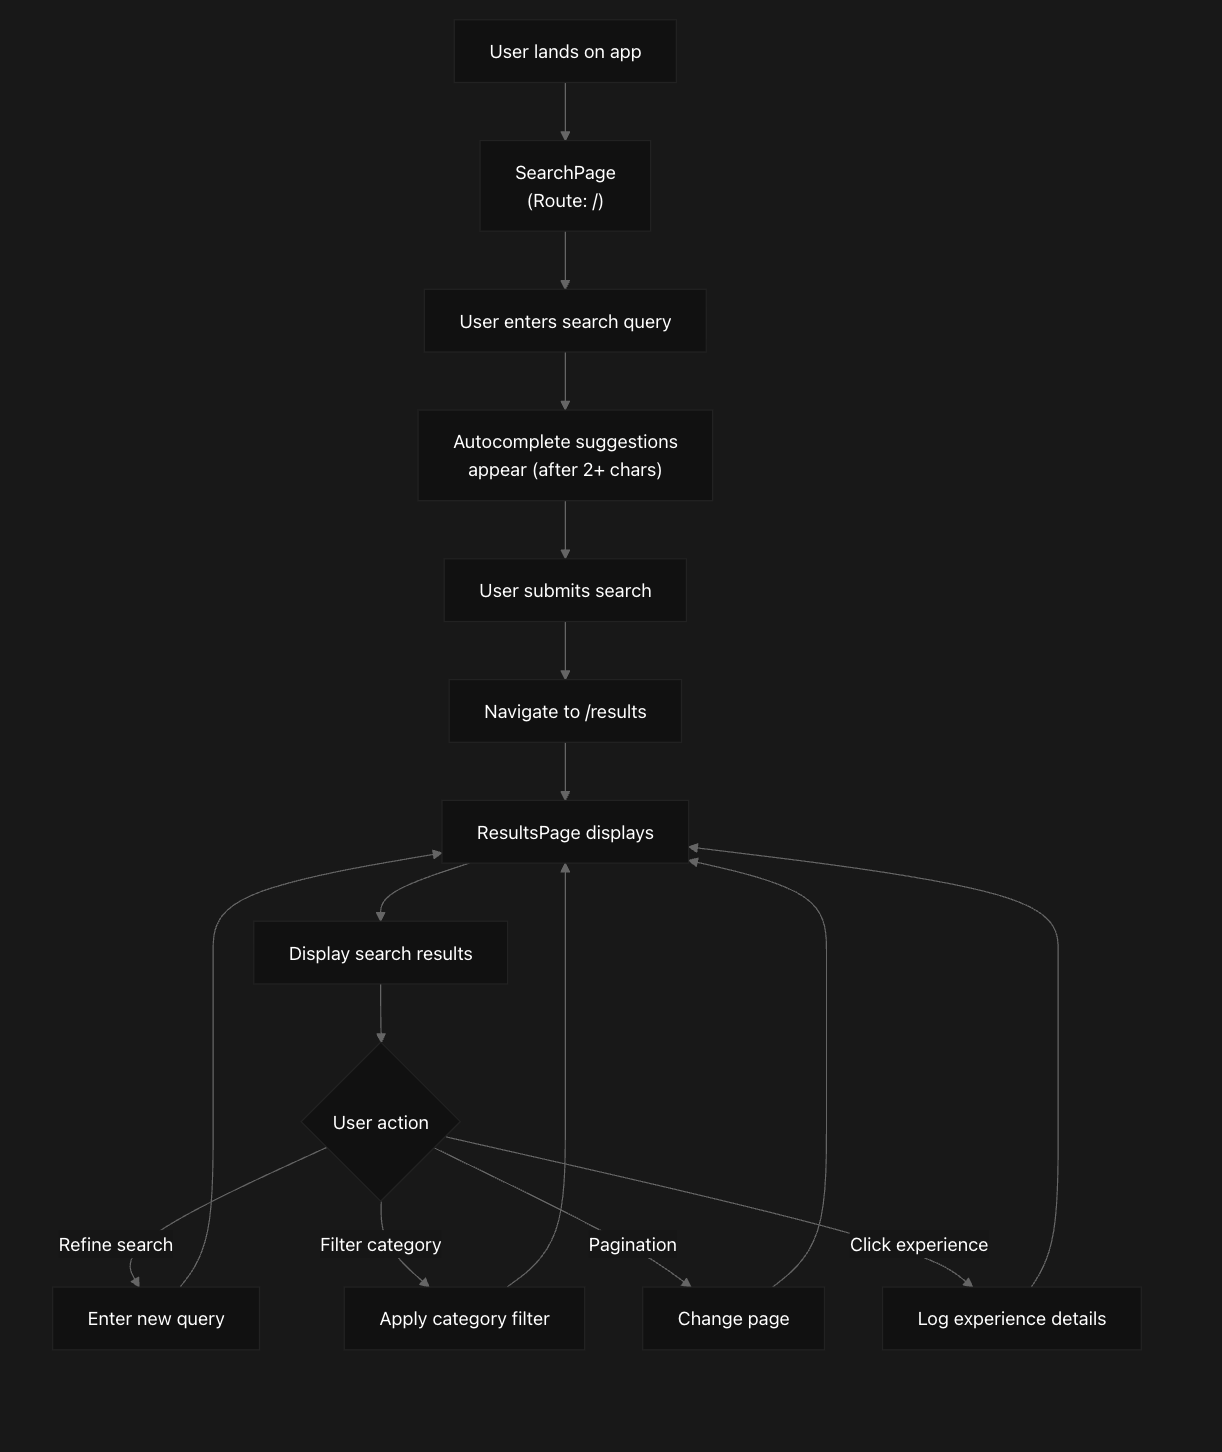 User lands on app
SearchPage
(Route: /)
User enters search query
Autocomplete suggestions
appear (after 2+ chars)
User submits search
Navigate to /results
ResultsPage displays
Display search results
User action
Refine search
Filter category
Pagination
Click experience
Enter new query
Apply category filter
Change page
Log experience details